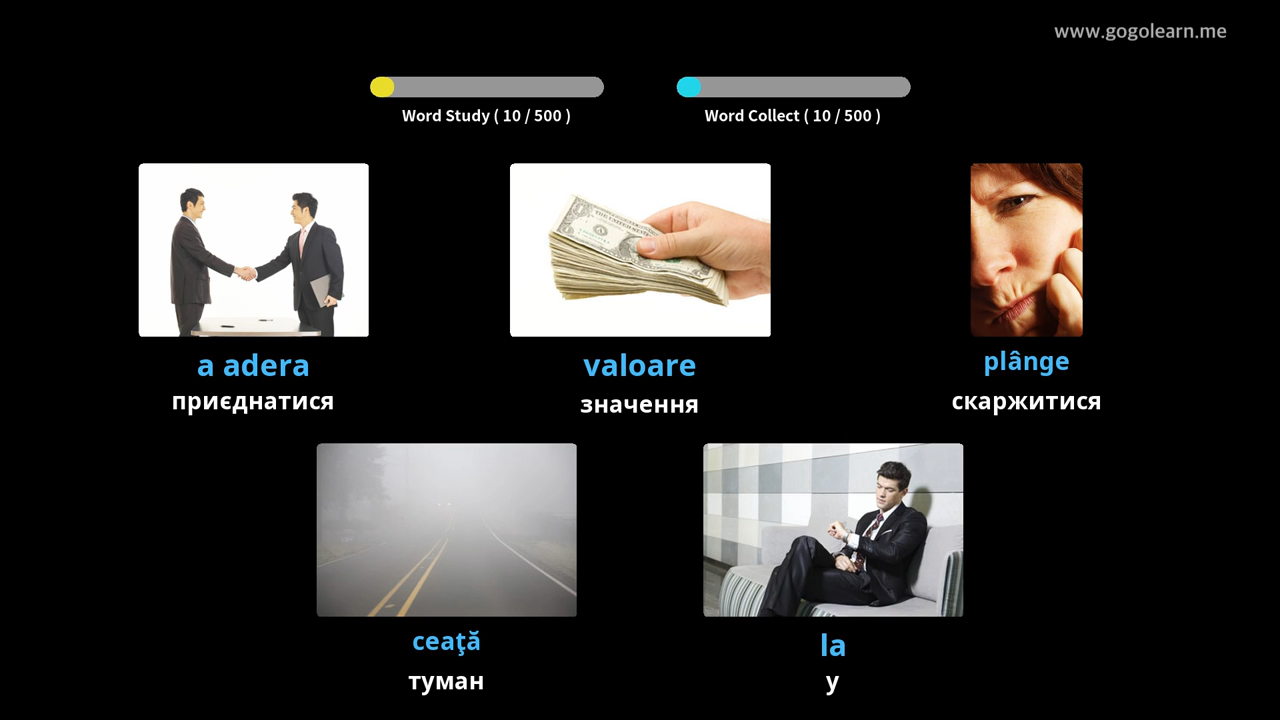 www.gogolearn.me
Word Study ( 10 / 500 )
Word Collect ( 10 / 500 )
a adera
приєднатися
valoare
значення
plânge
скаржитися
ceaţă
туман
la
у